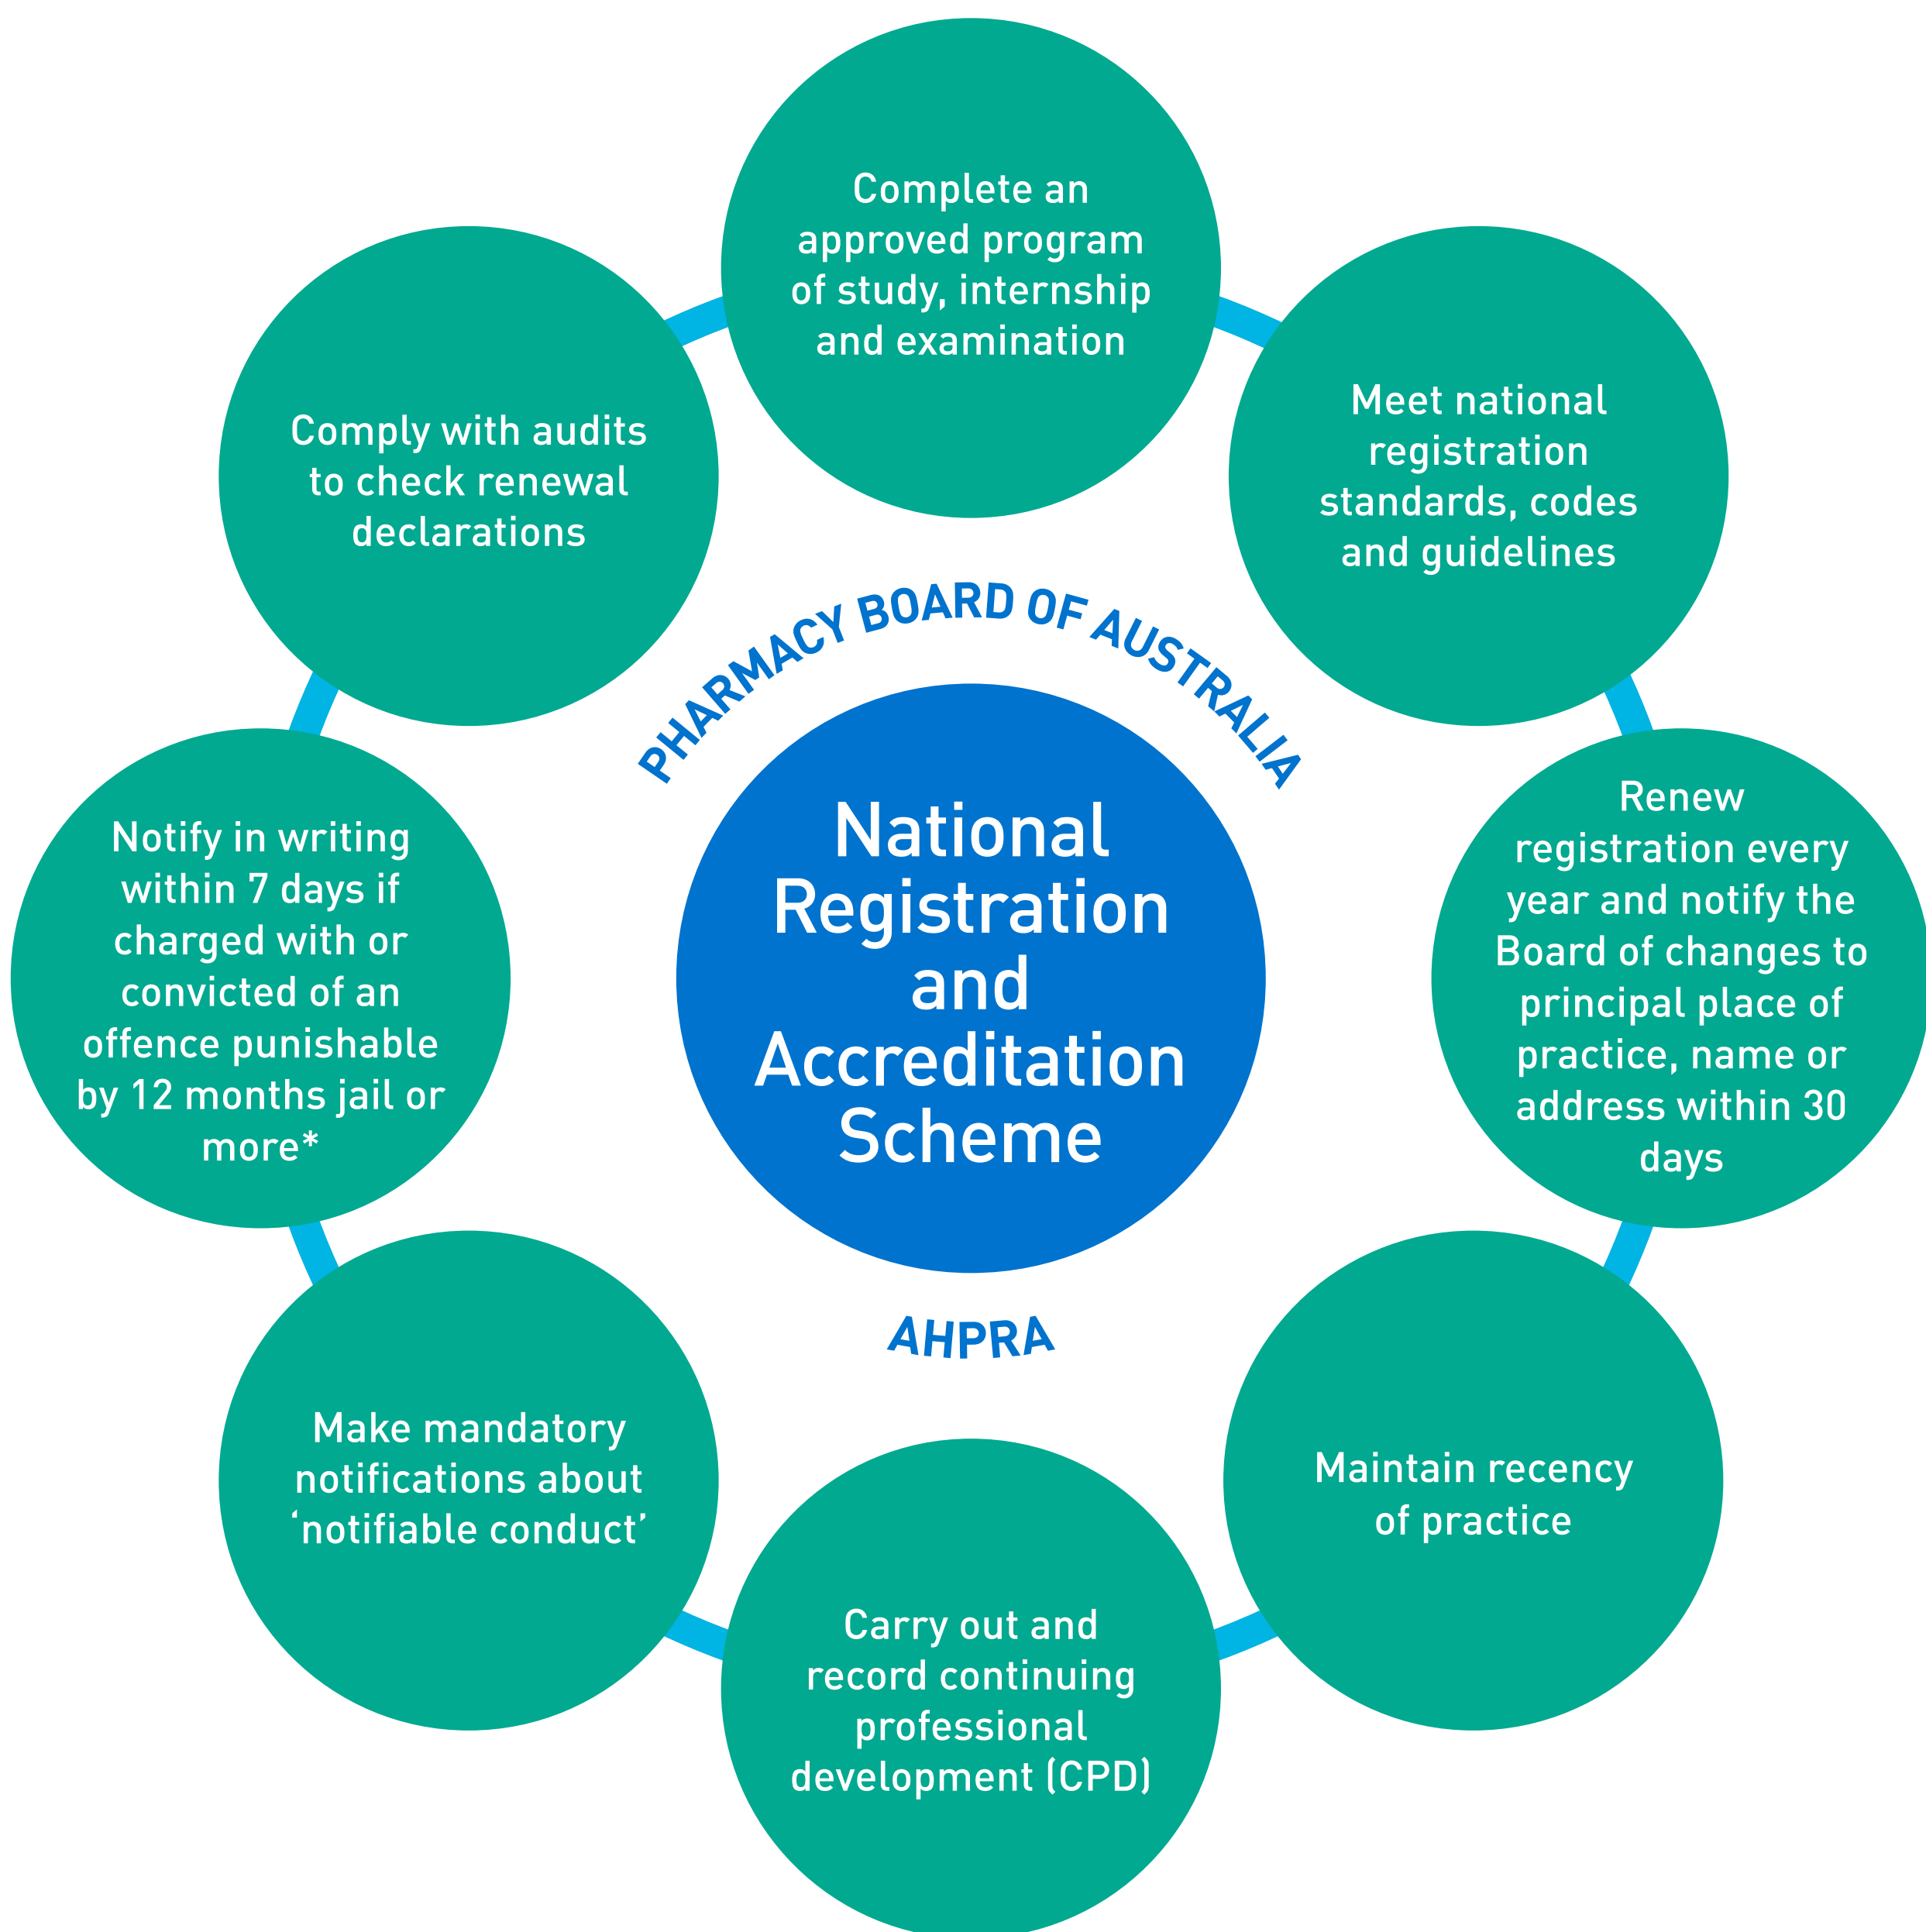 Complete an
approved program
of study, internship
and examination
Meet national
registration
standards, codes
and guidelines
Renew
registration every
year and notify the
Board of changes to
principal place of
practice, name or
address within 30
days
Maintain recency
of practice
Carry out and
record continuing
professional
development (CPD)
Make mandatory
notifications about
‘notifiable conduct’
Notify in writing
within 7 days if
charged with or
convicted of an
offence punishable
by 12 months jail or
more*
Comply with audits
to check renewal
declarations
PHARMACY BOARD OF AUSTRALIA
National
Registration
and
Accreditation
Scheme
AHPRA